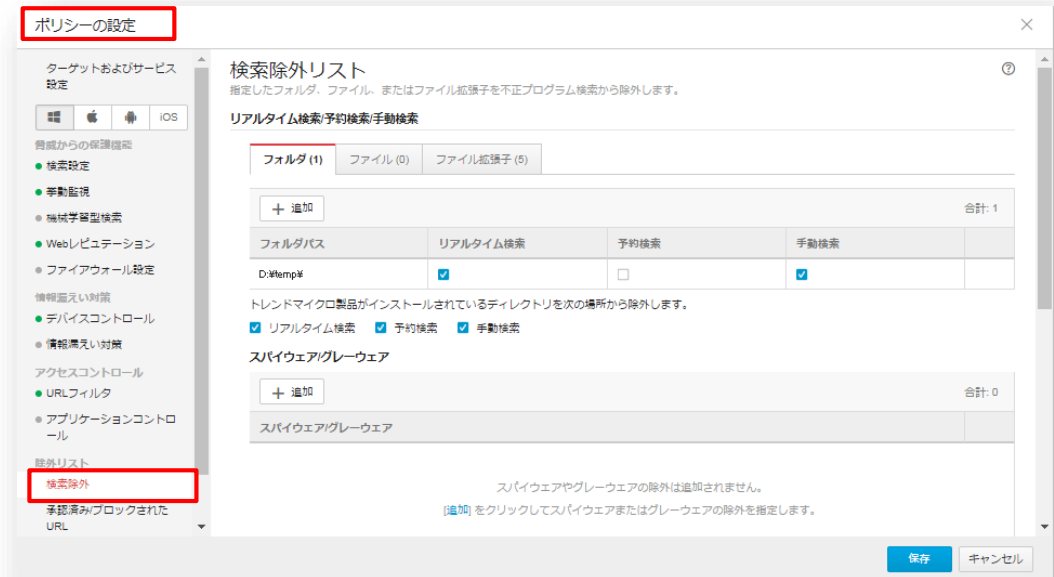 ポリシーの設定
ターゲットおよびサービス
設定
iOS
脅威からの保護機能
検索設定
挙動監視
機械学習型検索
Webレピュテーション
ファイアウォール設定
情報漏えい対策
デバイスコントロール
情報漏えい対策
アクセスコントロール
URLフィルタ
アプリケーションコントロ
ール
除外リスト
検索除外
承認済み/ブロックされた
URL
検索除外リスト
指定したフォルダ、ファイル、またはファイル拡張子を不正プログラム検索から除外します。
リアルタイム検索/予約検索/手動検索
フォルダ (1) ファイル (0) ファイル拡張子 (5)
+ 追加 合計: 1
フォルダパス リアルタイム検索 予約検索 手動検索
D:¥temp¥
トレンドマイクロ製品がインストールされているディレクトリを次の場所から除外します。
リアルタイム検索 予約検索 手動検索
スパイウェア/グレーウェア
+ 追加 合計: 0
スパイウェア/グレーウェア
スパイウェアやグレーウェアの除外は追加されません。
[追加] をクリックしてスパイウェアまたはグレーウェアの除外を指定します。
保存 キャンセル